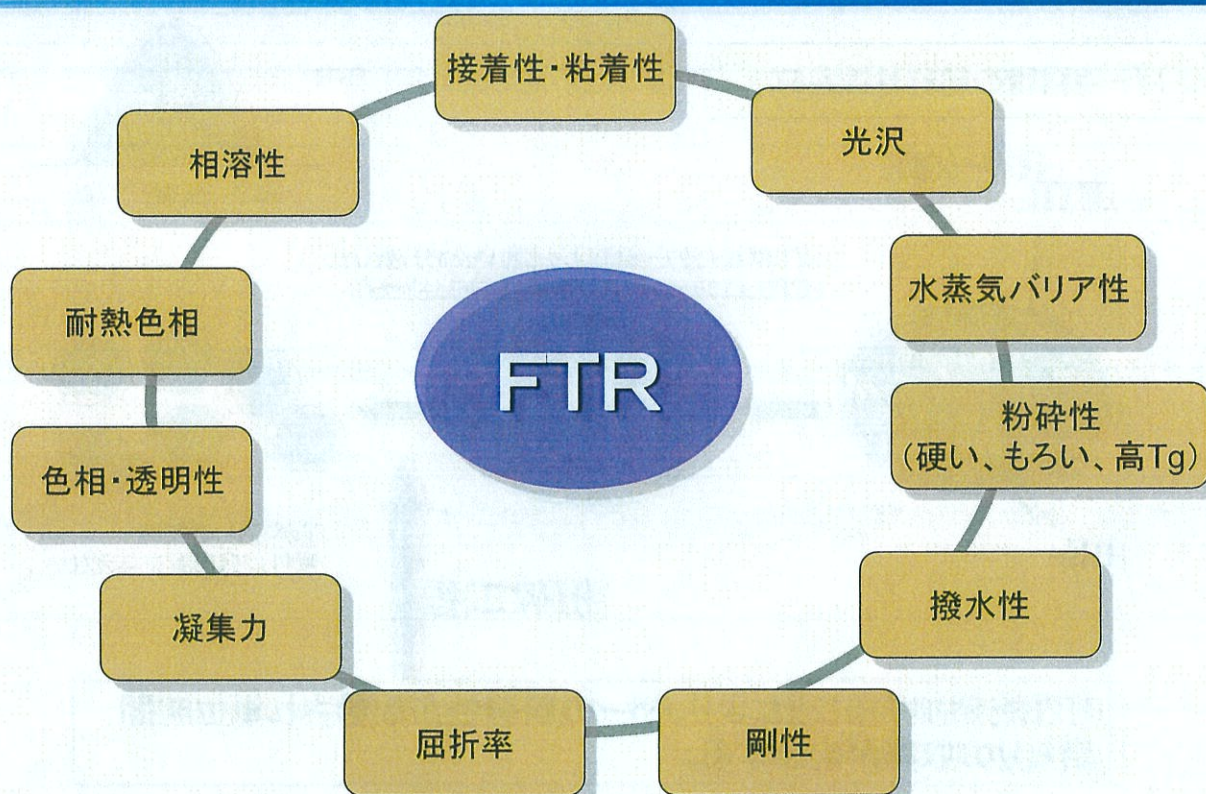 接着性・粘着性
光沢
水蒸気バリア性
粉砕性
(硬い、もろい、高Tg)
撥水性
剛性
屈折率
凝集力
色相・透明性
耐熱色相
相溶性
FTR